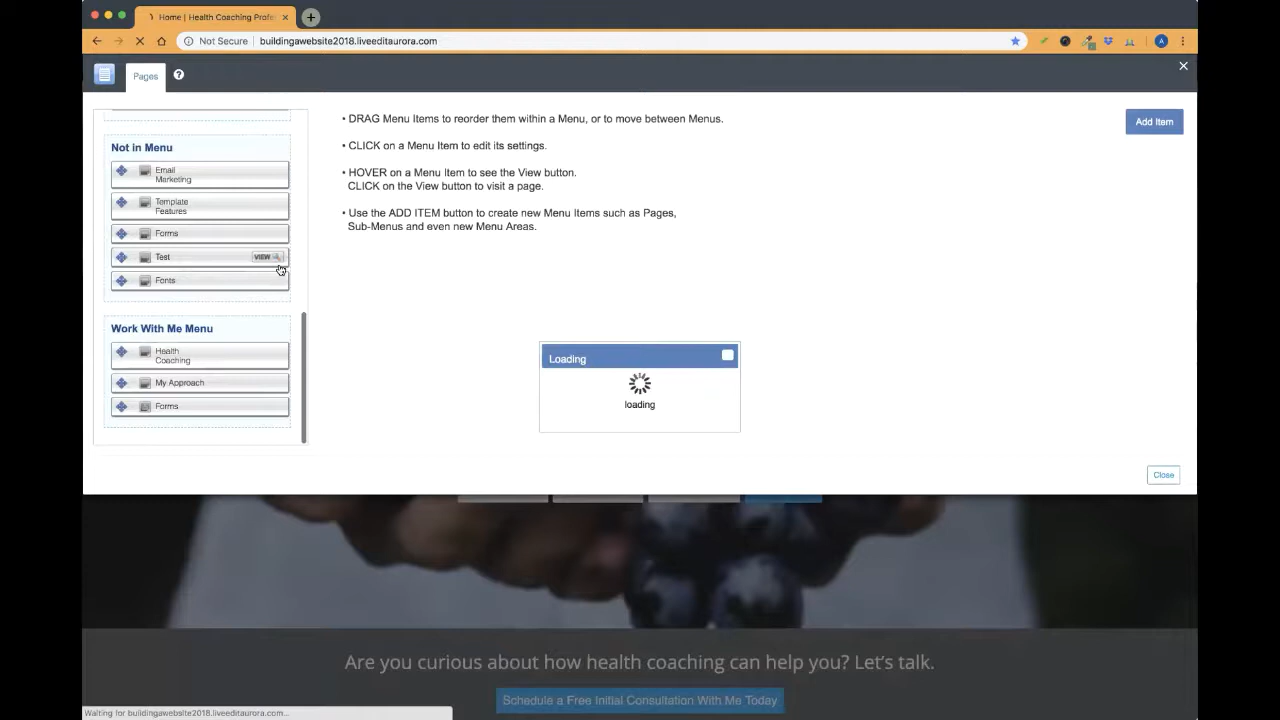 Home | Health Coaching Profe
Not Secure
buildingawebsite2018.liveeditaurora.com
A
Pages
?
Not in Menu
Email
Marketing
Template
Features
Forms
Test
VIEW
Fonts
Work With Me Menu
Health
Coaching
My Approach
Forms
• DRAG Menu Items to reorder them within a Menu, or to move between Menus.
• CLICK on a Menu Item to edit its settings.
• HOVER on a Menu Item to see the View button.
CLICK on the View button to visit a page.
• Use the ADD ITEM button to create new Menu Items such as Pages,
Sub-Menus and even new Menu Areas.
Add Item
Loading
loading
Close
Are you curious about how health coaching can help you? Let's talk.
Schedule a Free Initial Consultation With Me Today
Waiting for buildingawebsite2018.liveeditaurora.com...